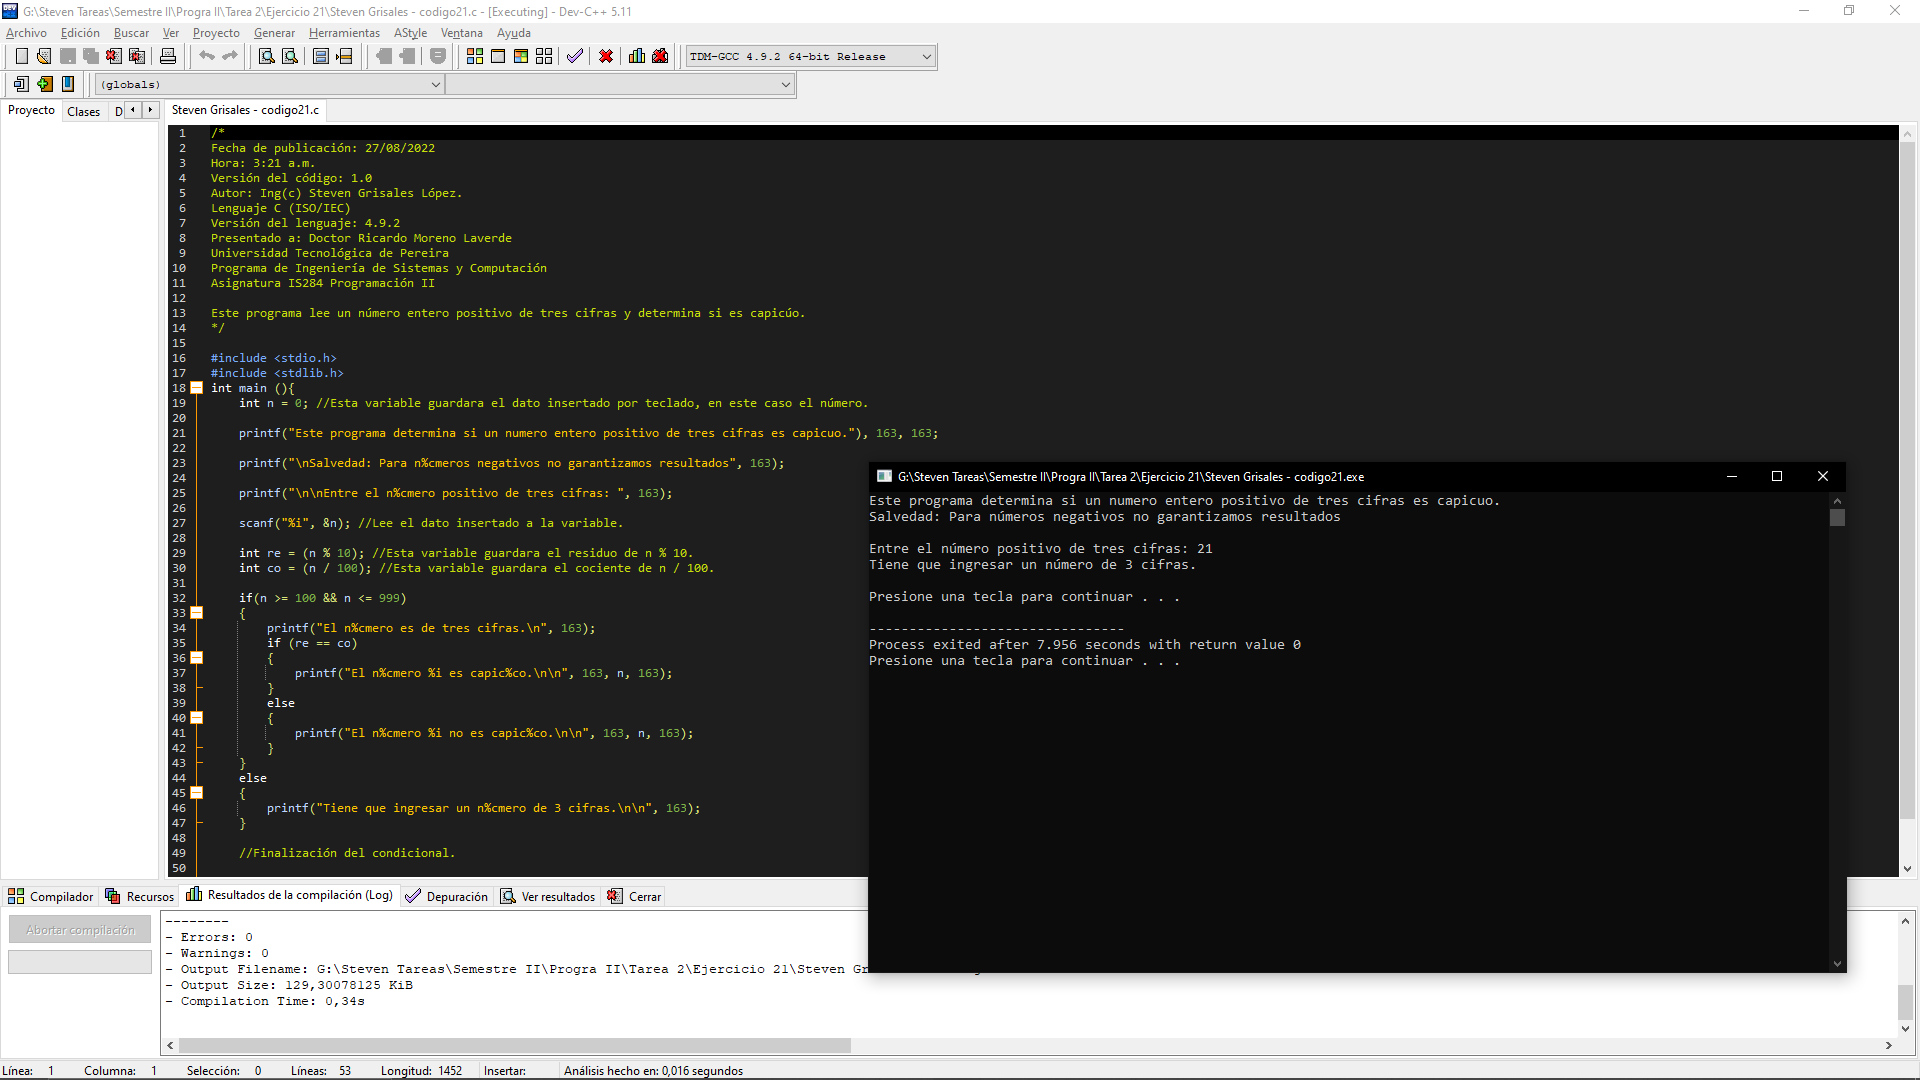 G:\Steven Tareas\Semestre II\Progra II\Tarea 2\Ejercicio 21\Steven Grisales - codigo21.c - [Executing] - Dev-C++ 5.11
Archivo Edición Buscar Ver Proyecto Generar Herramientas AStyle Ventana Ayuda
TDM-GCC 4.9.2 64-bit Release
(globals)
Proyecto Clases D
Steven Grisales - codigo21.c
1 /*
2 Fecha de publicación: 27/08/2022
3 Hora: 3:21 a.m.
4 Versión del código: 1.0
5 Autor: Ing(c) Steven Grisales López.
6 Lenguaje C (ISO/IEC)
7 Versión del lenguaje: 4.9.2
8 Presentado a: Doctor Ricardo Moreno Laverde
9 Universidad Tecnológica de Pereira
10 Programa de Ingeniería de Sistemas y Computación
11 Asignatura IS284 Programación II
12
13 Este programa lee un número entero positivo de tres cifras y determina si es capicúo.
14 */
15
16 #include <stdio.h>
17 #include <stdlib.h>
18 int main (){
19 int n = 0; //Esta variable guardara el dato insertado por teclado, en este caso el número.
20
21 printf("Este programa determina si un numero entero positivo de tres cifras es capicuo."), 163, 163;
22
23 printf("\nSalvedad: Para n%cmeros negativos no garantizamos resultados", 163);
24
25 printf("\n\nEntre el n%cmero positivo de tres cifras: ", 163);
26
27 scanf("%i", &n); //Lee el dato insertado a la variable.
28
29 int re = (n % 10); //Esta variable guardara el residuo de n % 10.
30 int co = (n / 100); //Esta variable guardara el cociente de n / 100.
31
32 if(n >= 100 && n <= 999)
33 {
34 printf("El n%cmero es de tres cifras.\n", 163);
35 if (re == co)
36 {
37 printf("El n%cmero %i es capic%co.\n\n", 163, n, 163);
38 }
39 else
40 {
41 printf("El n%cmero %i no es capic%co.\n\n", 163, n, 163);
42 }
43 }
44 else
45 {
46 printf("Tiene que ingresar un n%cmero de 3 cifras.\n\n", 163);
47 }
48
49 //Finalización del condicional.
50
G:\Steven Tareas\Semestre II\Progra II\Tarea 2\Ejercicio 21\Steven Grisales - codigo21.exe
Este programa determina si un numero entero positivo de tres cifras es capicuo.
Salvedad: Para números negativos no garantizamos resultados
Entre el número positivo de tres cifras: 21
Tiene que ingresar un número de 3 cifras.
Presione una tecla para continuar . . .
--------------------------------
Process exited after 7.956 seconds with return value 0
Presione una tecla para continuar . . .
Compilador Recursos Resultados de la compilación (Log) Depuración Ver resultados Cerrar
Abortar compilación
--------
- Errors: 0
- Warnings: 0
- Output Filename: G:\Steven Tareas\Semestre II\Progra II\Tarea 2\Ejercicio 21\Steven Gr
- Output Size: 129,30078125 KiB
- Compilation Time: 0,34s
Línea: 1 Columna: 1 Selección: 0 Líneas: 53 Longitud: 1452 Insertar: Análisis hecho en: 0,016 segundos